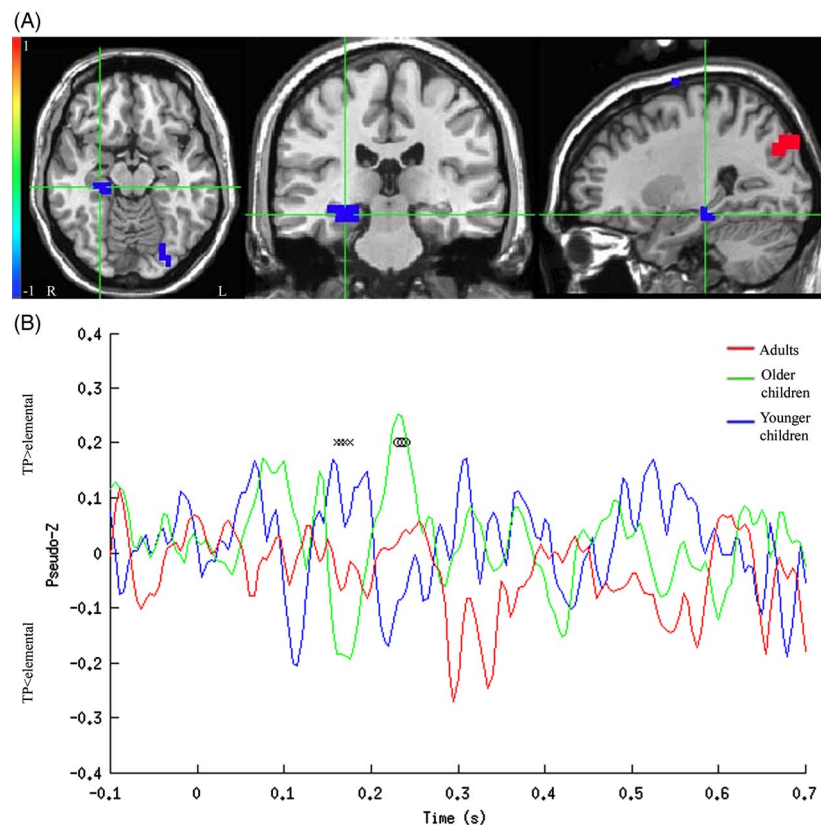 (A)
1
-1 R L
(B)
Adults
Older
children
Younger
children
TP>elemental
TP<elemental
Pseudo-Z
0.4
0.3
0.2
0.1
0
-0.1
-0.2
-0.3
-0.4
-0.1 0 0.1 0.2 0.3 0.4 0.5 0.6 0.7
Time (s)